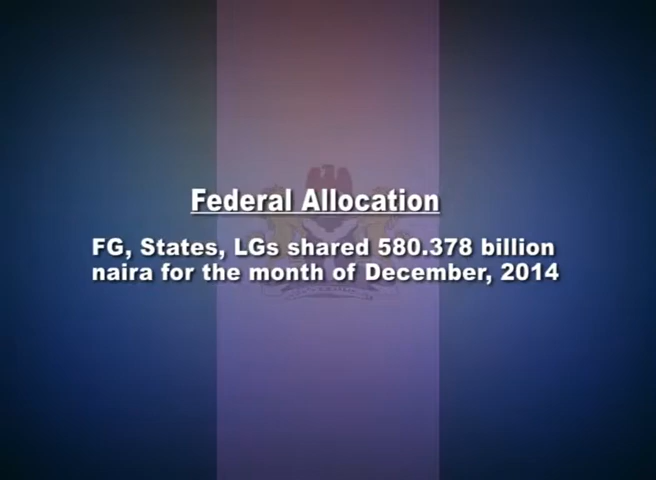 Federal Allocation
FG, States, LGs shared 580.378 billion
naira for the month of December, 2014